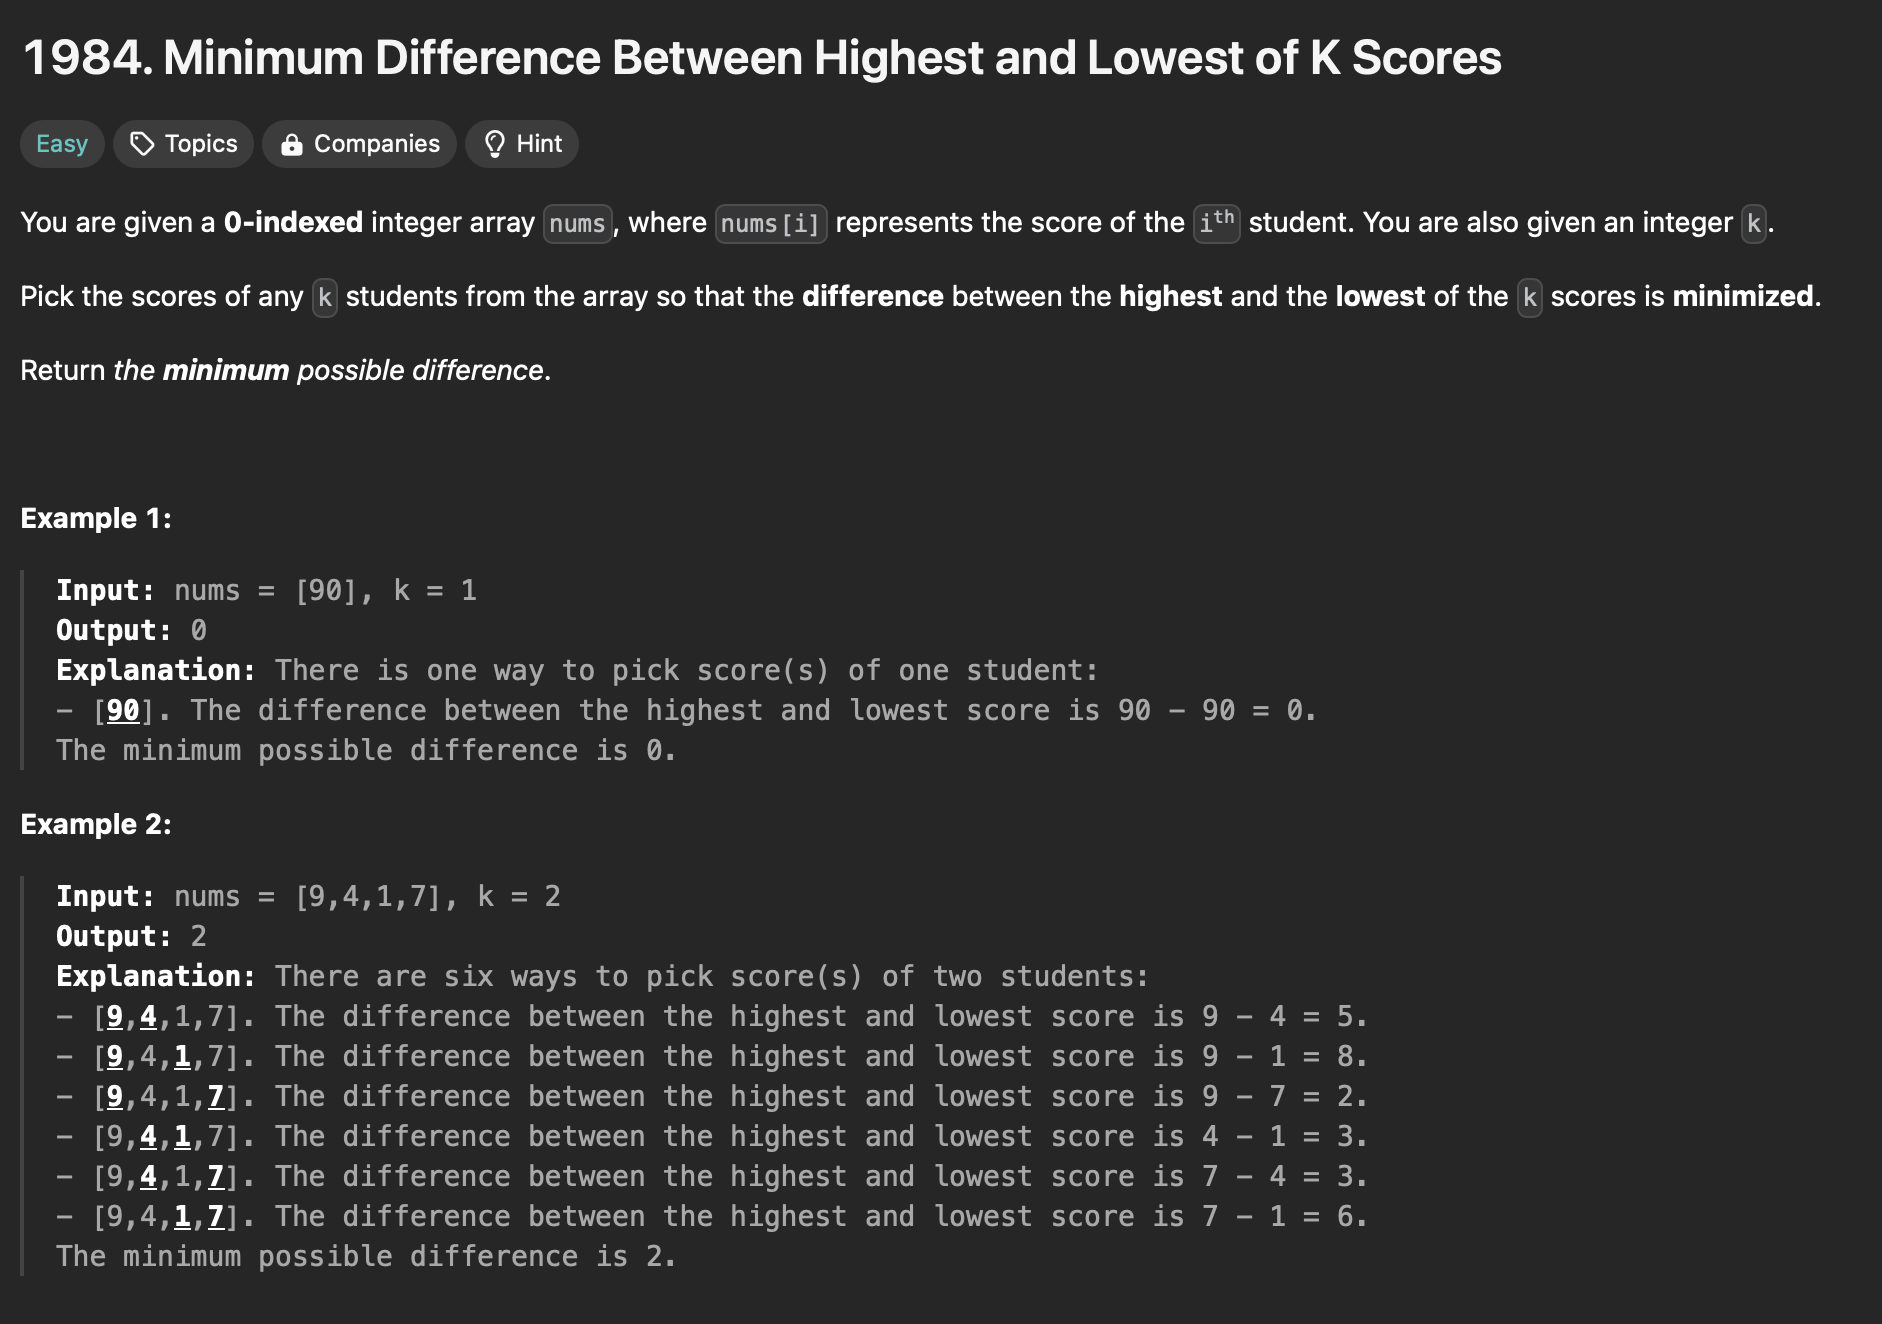 1984. Minimum Difference Between Highest and Lowest of K Scores
Easy Topics Companies Hint
You are given a 0-indexed integer array nums, where nums[i] represents the score of the ith student. You are also given an integer k.
Pick the scores of any k students from the array so that the difference between the highest and the lowest of the k scores is minimized.
Return the minimum possible difference.
Example 1:
Input: nums = [90], k = 1
Output: 0
Explanation: There is one way to pick score(s) of one student:
- [90]. The difference between the highest and lowest score is 90 - 90 = 0.
The minimum possible difference is 0.
Example 2:
Input: nums = [9,4,1,7], k = 2
Output: 2
Explanation: There are six ways to pick score(s) of two students:
- [9,4,1,7]. The difference between the highest and lowest score is 9 - 4 = 5.
- [9,4,1,7]. The difference between the highest and lowest score is 9 - 1 = 8.
- [9,4,1,7]. The difference between the highest and lowest score is 9 - 7 = 2.
- [9,4,1,7]. The difference between the highest and lowest score is 4 - 1 = 3.
- [9,4,1,7]. The difference between the highest and lowest score is 7 - 4 = 3.
- [9,4,1,7]. The difference between the highest and lowest score is 7 - 1 = 6.
The minimum possible difference is 2.